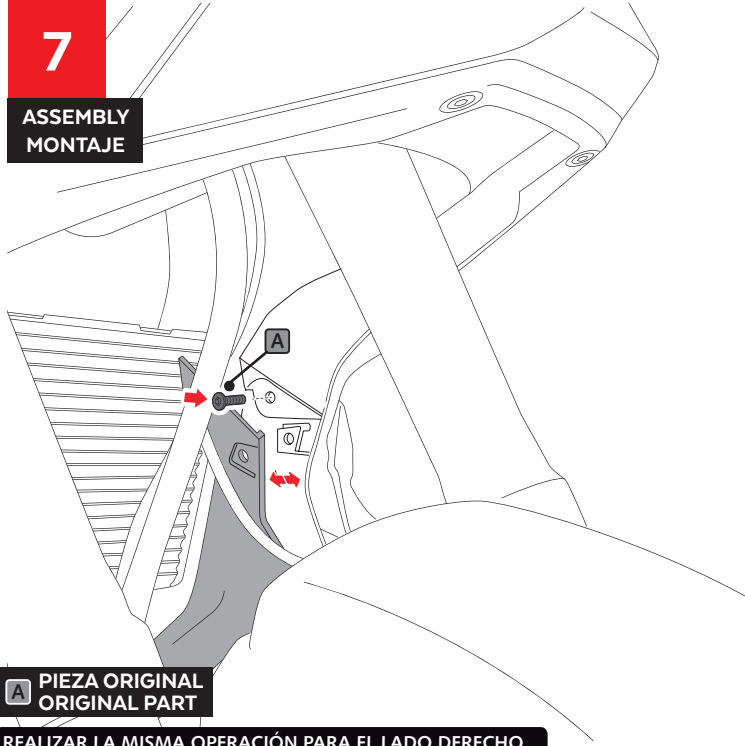 7
ASSEMBLY
MONTAJE
A
A PIEZA ORIGINAL
ORIGINAL PART
REALIZAR LA MISMA OPERACIÓN PARA EL LADO DERECHO